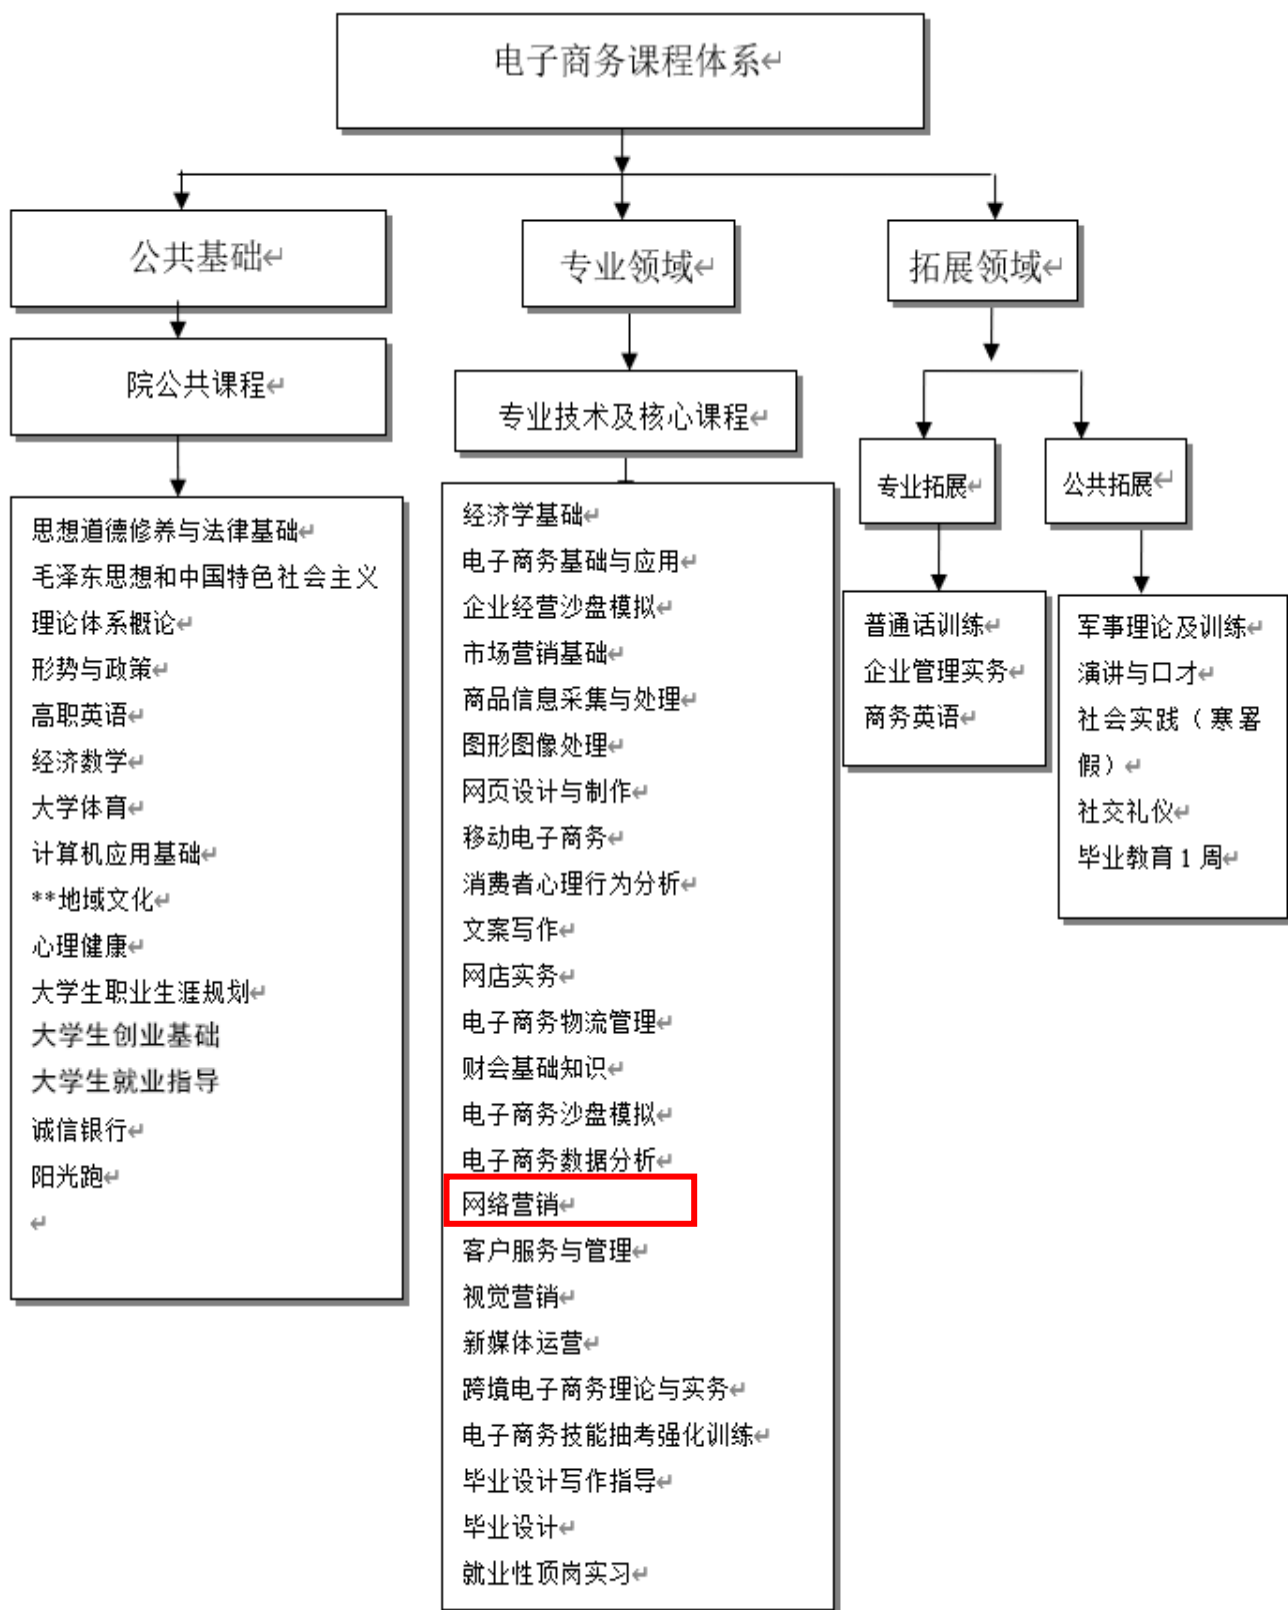 电子商务课程体系
公共基础
专业领域
拓展领域
院公共课程
专业技术及核心课程
专业拓展
公共拓展
思想道德修养与法律基础
毛泽东思想和中国特色社会主义
理论体系概论
形势与政策
高职英语
经济数学
大学体育
计算机应用基础
**地域文化
心理健康
大学生职业生涯规划
大学生创业基础
大学生就业指导
诚信银行
阳光跑
经济学基础
电子商务基础与应用
企业经营沙盘模拟
市场营销基础
商品信息采集与处理
图形图像处理
网页设计与制作
移动电子商务
消费者心理行为分析
文案写作
网店实务
电子商务物流管理
财会基础知识
电子商务沙盘模拟
电子商务数据分析
网络营销
客户服务与管理
视觉营销
新媒体运营
跨境电子商务理论与实务
电子商务技能抽考强化训练
毕业设计写作指导
毕业设计
就业性顶岗实习
普通话训练
企业管理实务
商务英语
军事理论及训练
演讲与口才
社会实践（寒暑
假）
社交礼仪
毕业教育1周